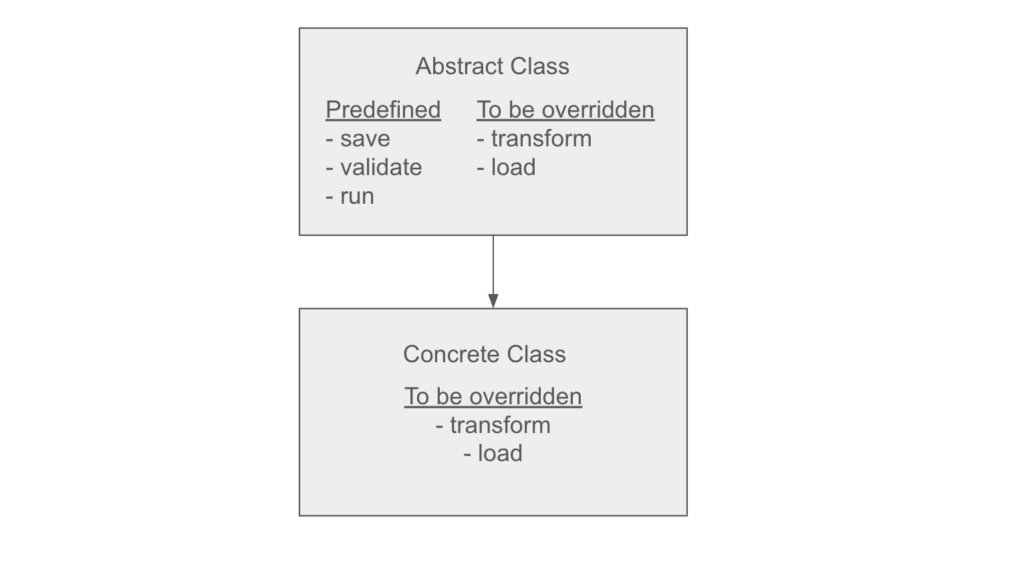 Abstract Class
Predefined
- save
- validate
- run
To be overridden
- transform
- load
Concrete Class
To be overridden
- transform
- load